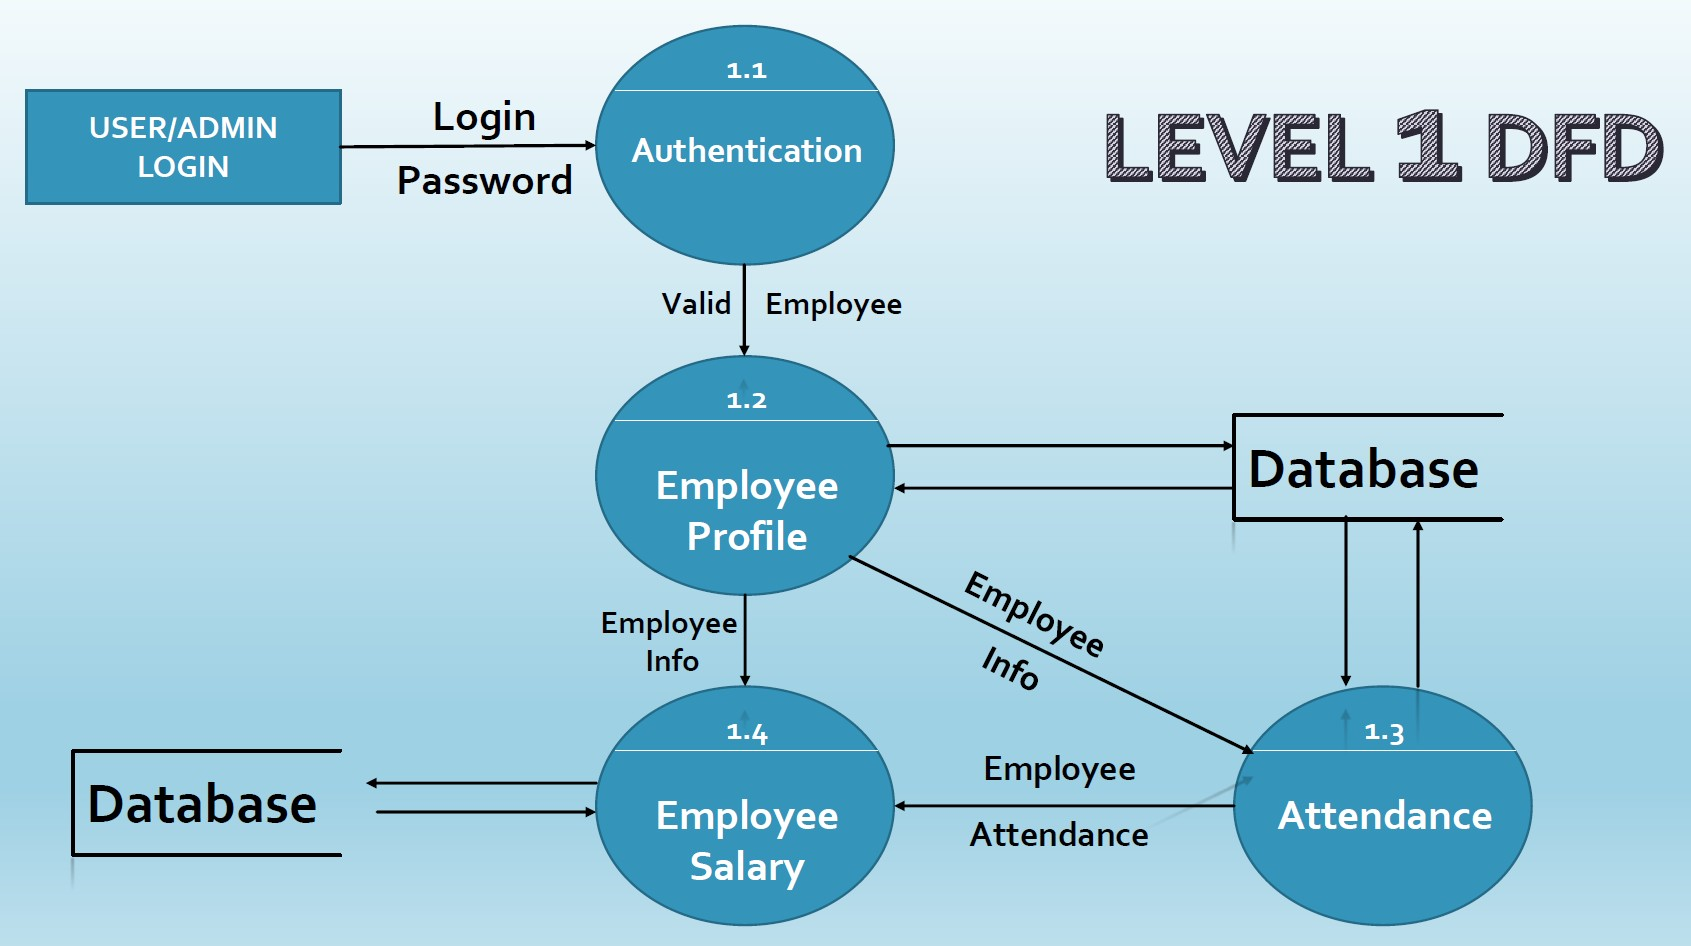 1.1
USER/ADMIN
LOGIN
Login
Password
Authentication
LEVEL 1 DFD
Valid Employee
1.2
Employee
Profile
Database
Employee
Info
Employee
Info
1.4
Employee
Salary
Database
Employee
Attendance
1.3
Attendance